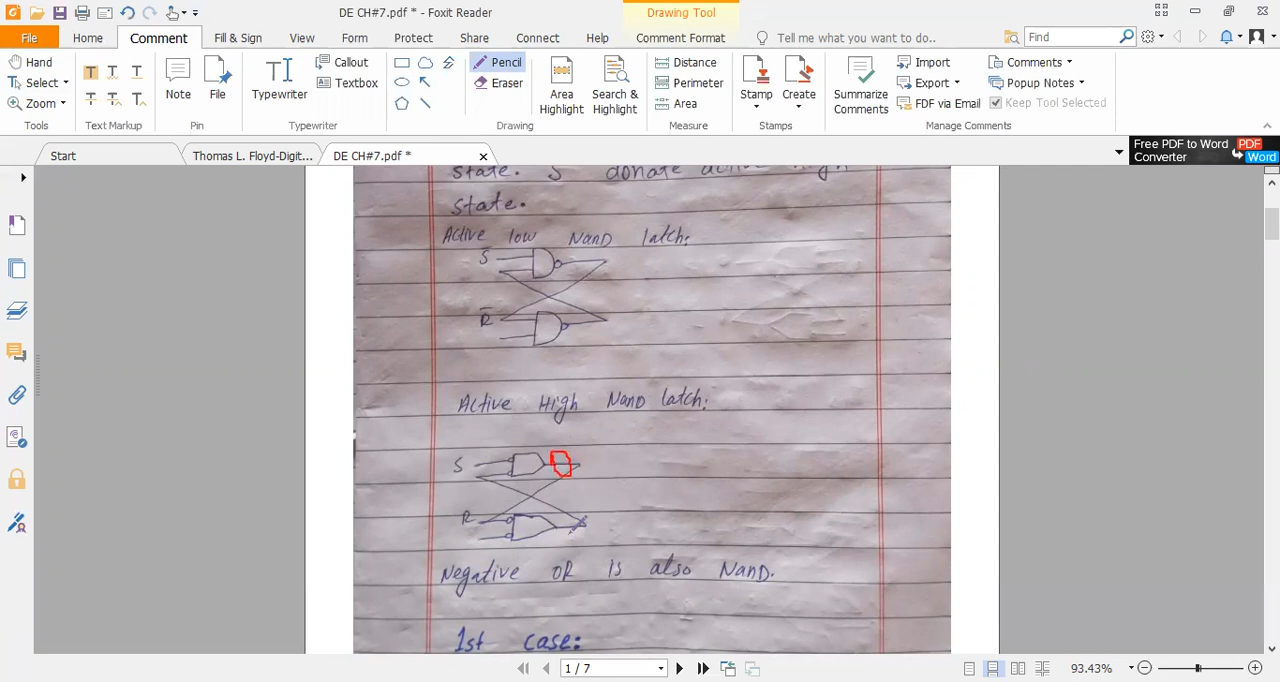 DE CH#7.pdf * - Foxit Reader
Drawing Tool
File Home Comment Fill & Sign View Form Protect Share Connect Help Comment Format Tell me what you want to do.. Find
Hand
Select
Zoom
Tools
T T T
T T T
Text Markup
Note
File
Pin
Typewriter
Callout
Textbox
Typewriter
Pencil
Eraser
Drawing
Area Highlight
Search & Highlight
Distance
Perimeter
Area
Measure
Stamp
Create
Stamps
Summarize Comments
Import
Export
FDF via Email
Comments
Popup Notes
Keep Tool Selected
Manage Comments
Start
Thomas L. Floyd-Digit...
DE CH#7.pdf *
Free PDF to Word Converter
PDF
Word
state. S donate active high
state.
Active low NAND latch:
S
R
Active High NAND latch:
S
R
Negative OR is also NAND.
1st case:
1 / 7
93.43%